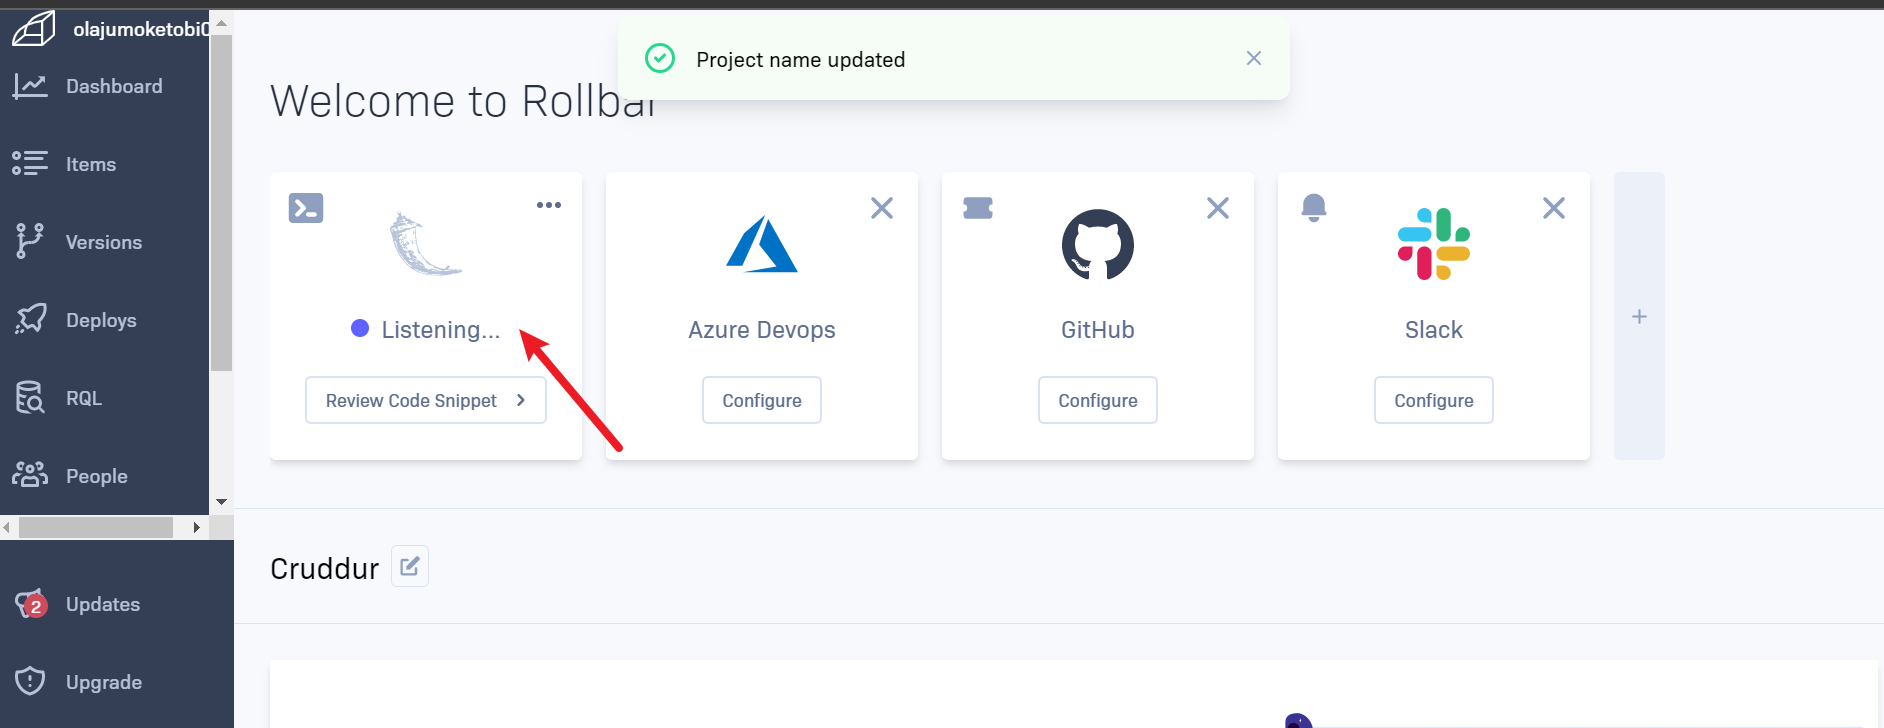 olajumoketobi
Dashboard
Items
Versions
Deploys
RQL
People
2
Updates
Upgrade
Project name updated
Welcome to Rollbar
Listening...
Review Code Snippet
Azure Devops
Configure
GitHub
Configure
Slack
Configure
+
Cruddur